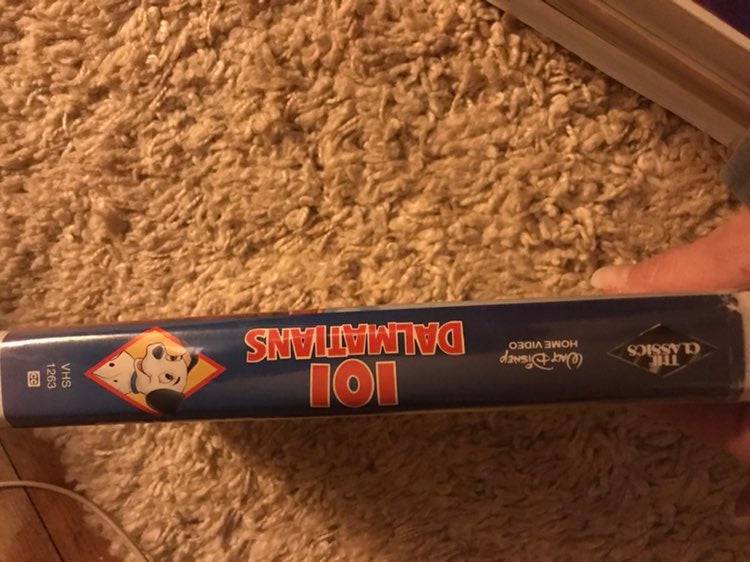 THE
CLASSICS
WALT DISNEY
HOME VIDEO
101
DALMATIANS
VHS
1263
CC